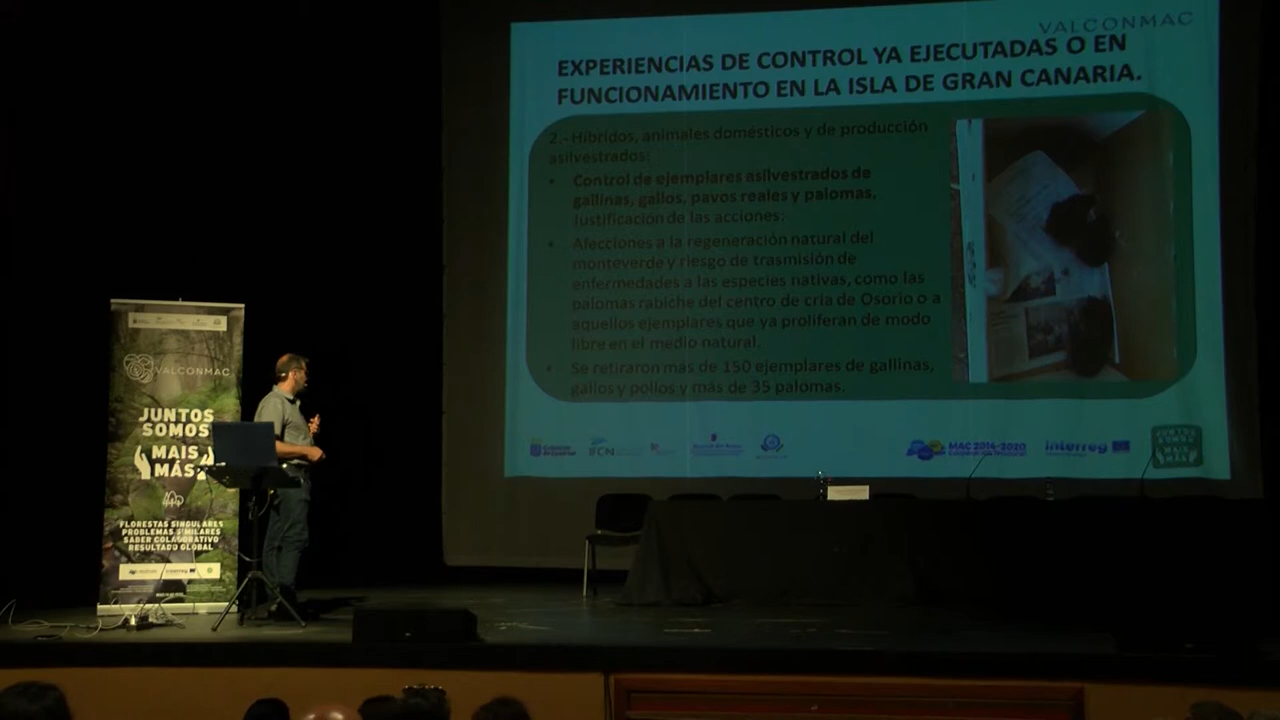 VALCONMAC
EXPERIENCIAS DE CONTROL YA EJECUTADAS O EN
FUNCIONAMIENTO EN LA ISLA DE GRAN CANARIA.
2.- Híbridos, animales domésticos y de producción
asilvestrados:
• Control de ejemplares asilvestrados de
gallinas, gallos, pavos reales y palomas.
Justificación de las acciones:
• Afecciones a la regeneración natural del
monteverde y riesgo de trasmisión de
enfermedades a las especies nativas, como las
palomas rabiche del centro de cría de Osorio o a
aquellos ejemplares que ya proliferan de modo
libre en el medio natural.
• Se retiraron más de 150 ejemplares de gallinas,
gallos y pollos y más de 35 palomas.
MAC 2014-2020
Interreg
JUNTOS
SOMOS
MAIS
MÁS
VALCONMAC
JUNTOS
SOMOS
MAIS
MÁS
FLORESTAS SINGULARES
PROBLEMAS SIMILARES
SABER COLABORATIVO
RESULTADO GLOBAL